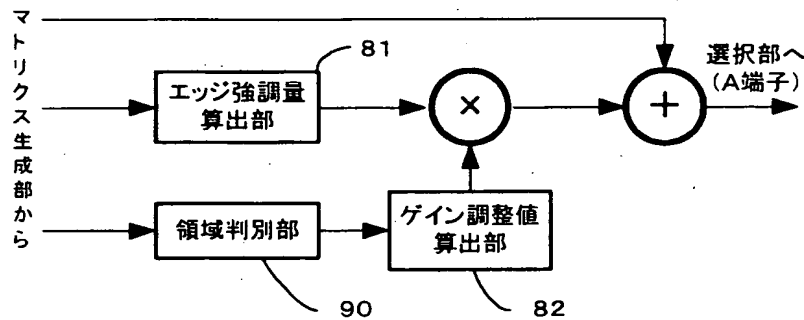 マトリクス生成部から
81
エッジ強調量
算出部
×
+
選択部へ
(A端子)
領域判別部
ゲイン調整値
算出部
90
82